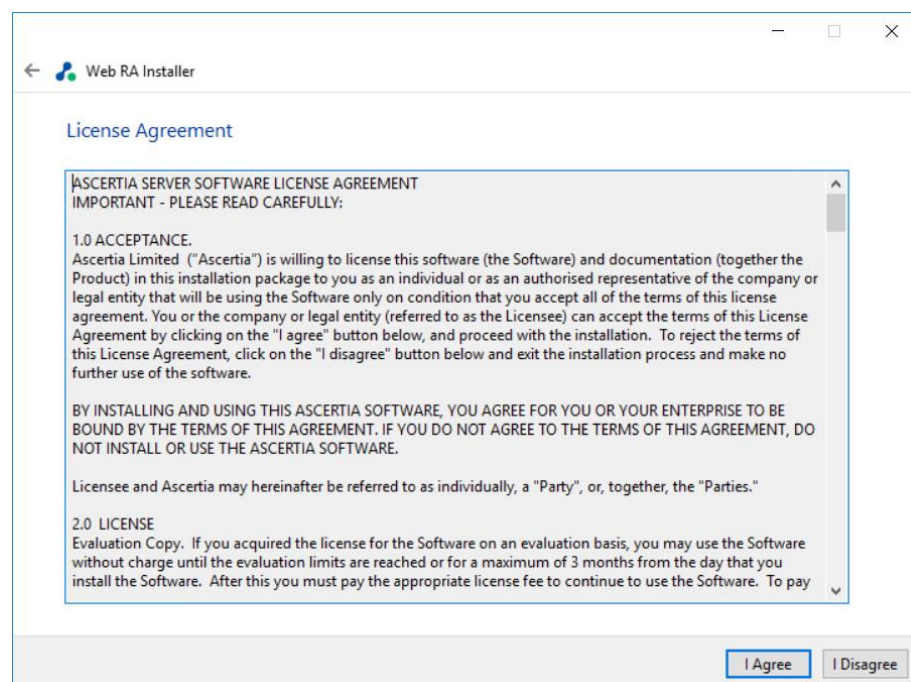 Web RA Installer
License Agreement
ASCERTIA SERVER SOFTWARE LICENSE AGREEMENT
IMPORTANT - PLEASE READ CAREFULLY:
1.0 ACCEPTANCE.
Ascertia Limited  ("Ascertia") is willing to license this software (the Software) and documentation (together the
Product) in this installation package to you as an individual or as an authorised representative of the company or
legal entity that will be using the Software only on condition that you accept all of the terms of this license
agreement. You or the company or legal entity (referred to as the Licensee) can accept the terms of this License
Agreement by clicking on the "I agree" button below, and proceed with the installation.  To reject the terms of
this License Agreement, click on the "I disagree" button below and exit the installation process and make no
further use of the software.
BY INSTALLING AND USING THIS ASCERTIA SOFTWARE, YOU AGREE FOR YOU OR YOUR ENTERPRISE TO BE
BOUND BY THE TERMS OF THIS AGREEMENT. IF YOU DO NOT AGREE TO THE TERMS OF THIS AGREEMENT, DO
NOT INSTALL OR USE THE ASCERTIA SOFTWARE.
Licensee and Ascertia may hereinafter be referred to as individually, a "Party", or, together, the "Parties."
2.0  LICENSE
Evaluation Copy.  If you acquired the license for the Software on an evaluation basis, you may use the Software
without charge until the evaluation limits are reached or for a maximum of 3 months from the day that you
install the Software.  After this you must pay the appropriate license fee to continue to use the Software.  To pay
I Agree
I Disagree